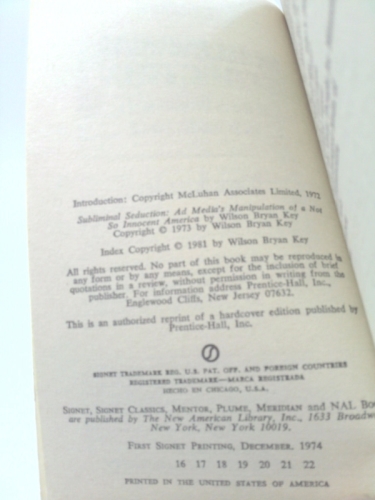 Introduction: Copyright McLuhan Associates Limited, 1972
Subliminal Seduction: Ad Media's Manipulation of a Not
So Innocent America by Wilson Bryan Key
Copyright © 1973 by Wilson Bryan Key
Index Copyright © 1981 by Wilson Bryan Key
All rights reserved. No part of this book may be reproduced in
any form or by any means, except for the inclusion of brief
quotations in a review, without permission in writing from the
publisher. For information address Prentice-Hall, Inc.,
Englewood Cliffs, New Jersey 07632.
This is an authorized reprint of a hardcover edition published by
Prentice-Hall, Inc.
SIGNET TRADEMARK REG. U.S. PAT. OFF. AND FOREIGN COUNTRIES
REGISTERED TRADEMARK—MARCA REGISTRADA
HECHO EN CHICAGO, U.S.A.
SIGNET, SIGNET CLASSICS, MENTOR, PLUME, MERIDIAN and NAL Boo
are published by The New American Library, Inc., 1633 Broadw
New York, New York 10019.
FIRST SIGNET PRINTING, DECEMBER, 1974
16 17 18 19 20 21 22
PRINTED IN THE UNITED STATES OF AMERICA